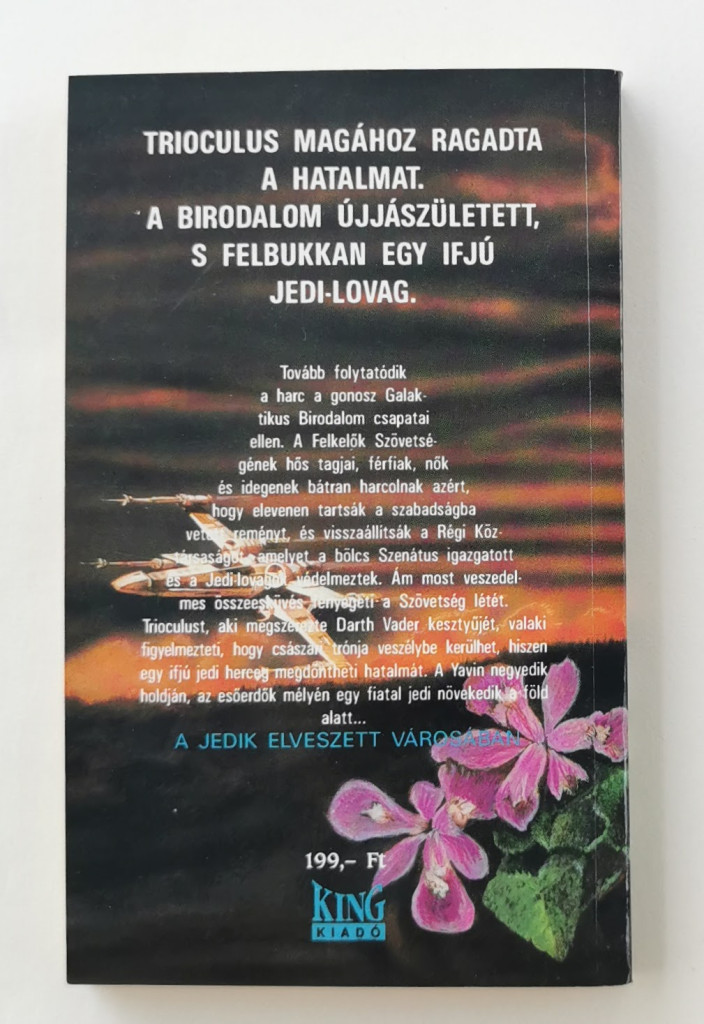 TRIOCULUS MAGÁHOZ RAGADTA
A HATALMAT.
A BIRODALOM ÚJJÁSZÜLETETT,
S FELBUKKAN EGY IFJÚ
JEDI-LOVAG.
Tovább folytatódik
a harc a gonosz Galak-
tikus Birodalom csapatai
ellen. A Felkelők Szövetsé-
gének hős tagjai, férfiak, nők
és idegenek bátran harcolnak azért,
hogy elevenen tartsák a szabadságba
vetett reményt, és visszaállítsák a Régi Köz-
társaságot, amelyet a bölcs Szenátus igazgatott
és a Jedi-lovagok védelmeztek. Ám most veszedel-
mes összeesküvés fenyegeti a Szövetség létét.
Trioculust, aki megszerezte Darth Vader kesztyűjét, valaki
figyelmezteti, hogy császári trónja veszélybe kerülhet, hiszen
egy ifjú jedi herceg megdöntheti hatalmát. A Yavin negyedik
holdján, az esőerdők mélyén egy fiatal jedi növekedik a föld
alatt...
A JEDIK ELVESZETT VÁROSÁBAN
199,– Ft
KING
KIADÓ